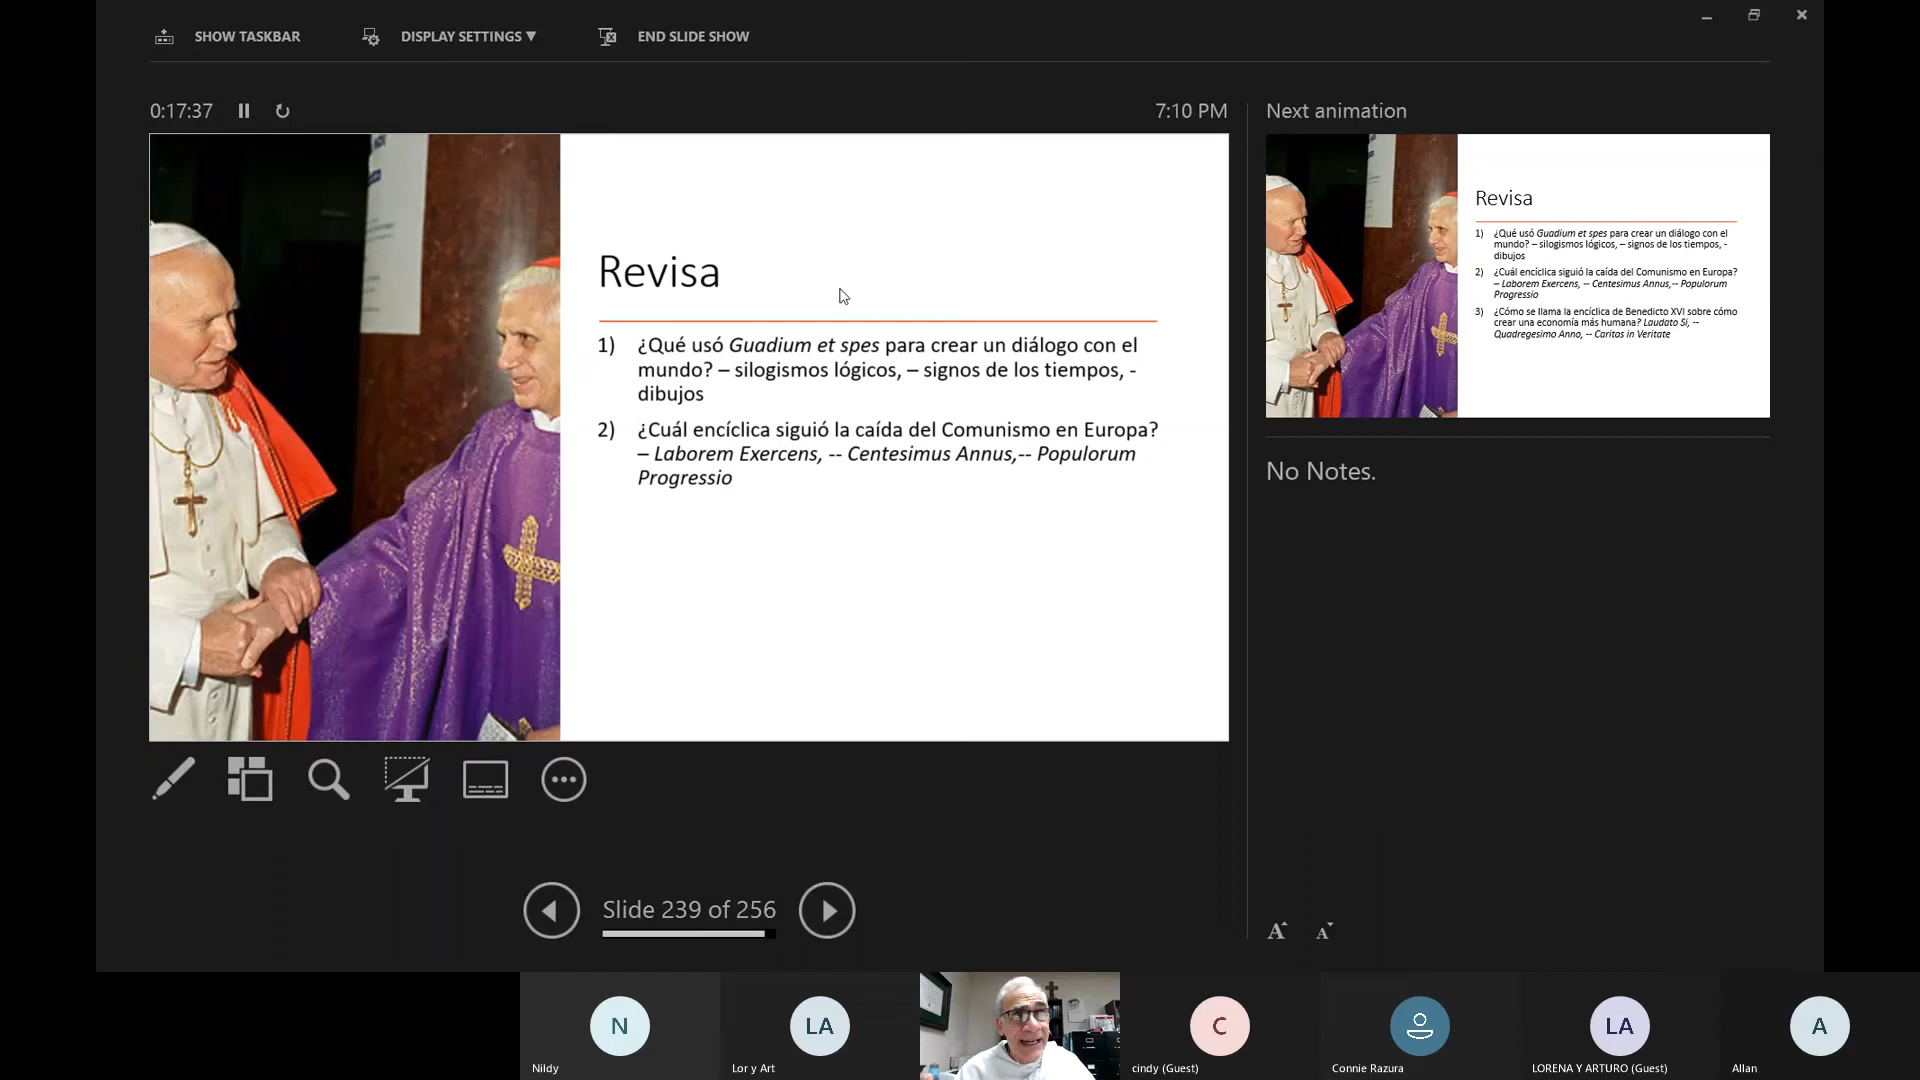 SHOW TASKBAR
DISPLAY SETTINGS ▼
END SLIDE SHOW
0:17:37
7:10 PM
Revisa
1) ¿Qué usó Guadium et spes para crear un diálogo con el
mundo? – silogismos lógicos, – signos de los tiempos, -
dibujos
2) ¿Cuál encíclica siguió la caída del Comunismo en Europa?
– Laborem Exercens, -- Centesimus Annus,-- Populorum
Progressio
Next animation
Revisa
1) ¿Qué usó Guadium et spes para crear un diálogo con el
mundo? – silogismos lógicos, – signos de los tiempos, -
dibujos
2) ¿Cuál encíclica siguió la caída del Comunismo en Europa?
– Laborem Exercens, -- Centesimus Annus,-- Populorum
Progressio
3) ¿Cómo se llama la encíclica de Benedicto XVI sobre cómo
crear una economía más humana? Laudato Si, --
Quadregesimo Anno, -- Caritas in Veritate
No Notes.
Slide 239 of 256
A A
N
LA
C
LA
A
Nildy
Lor y Art
cindy (Guest)
Connie Razura
LORENA Y ARTURO (Guest)
Allan